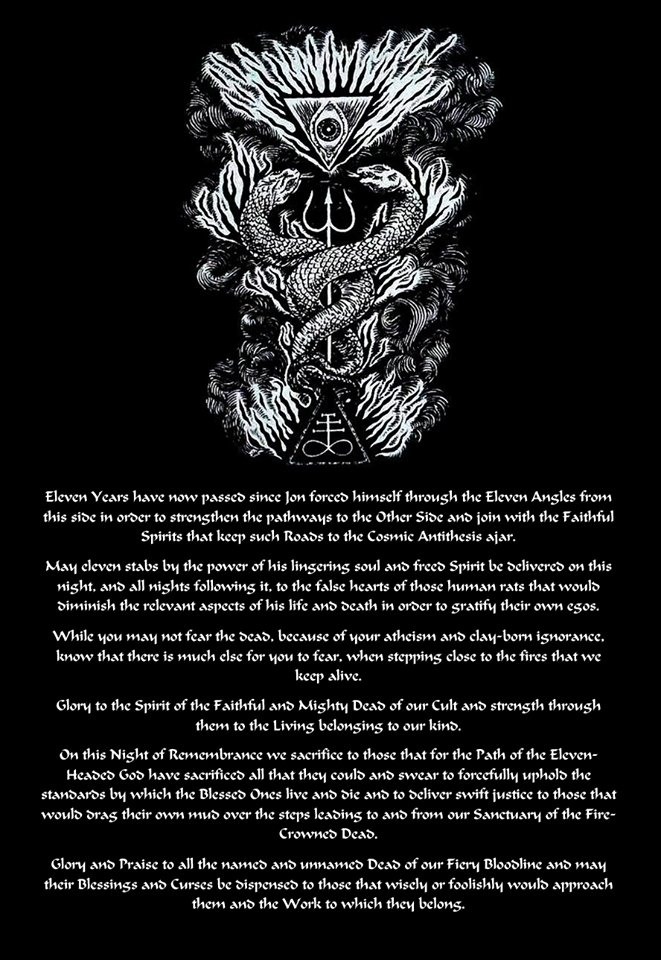 Eleven Years have now passed since Jon forced himself through the Eleven Angles from
this side in order to strengthen the pathways to the Other Side and join with the Faithful
Spirits that keep such Roads to the Cosmic Antithesis ajar.
May eleven stabs by the power of his lingering soul and freed Spirit be delivered on this
night, and all nights following it, to the false hearts of those human rats that would
diminish the relevant aspects of his life and death in order to gratify their own egos.
While you may not fear the dead, because of your atheism and clay-born ignorance,
know that there is much else for you to fear, when stepping close to the fires that we
keep alive.
Glory to the Spirit of the Faithful and Mighty Dead of our Cult and strength through
them to the Living belonging to our kind.
On this Night of Remembrance we sacrifice to those that for the Path of the Eleven-
Headed God have sacrificed all that they could and swear to forcefully uphold the
standards by which the Blessed Ones live and die and to deliver swift justice to those that
would drag their own mud over the steps leading to and from our Sanctuary of the Fire-
Crowned Dead.
Glory and Praise to all the named and unnamed Dead of our Fiery Bloodline and may
their Blessings and Curses be dispensed to those that wisely or foolishly would approach
them and the Work to which they belong.